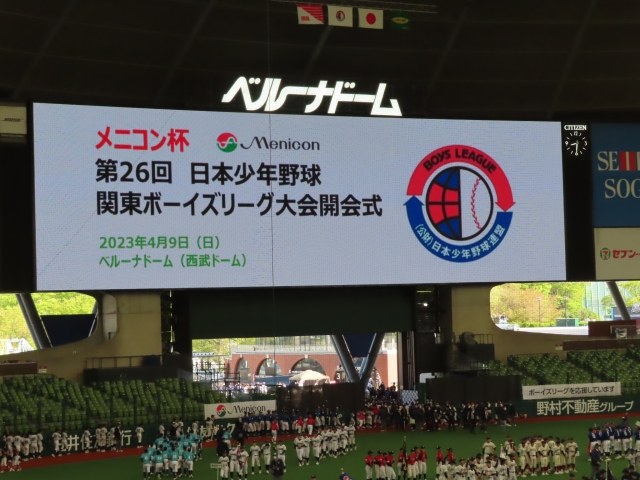 ベルーナドーム
CITIZEN
メニコン杯 Menicon
第26回 日本少年野球
関東ボーイズリーグ大会開会式
2023年4月9日（日）
ベルーナドーム（西武ドーム）
BOYS LEAGUE
(公財)日本少年野球連盟
セブン-
Menicon
ボーイズリーグを応援しています
野村不動産グループ